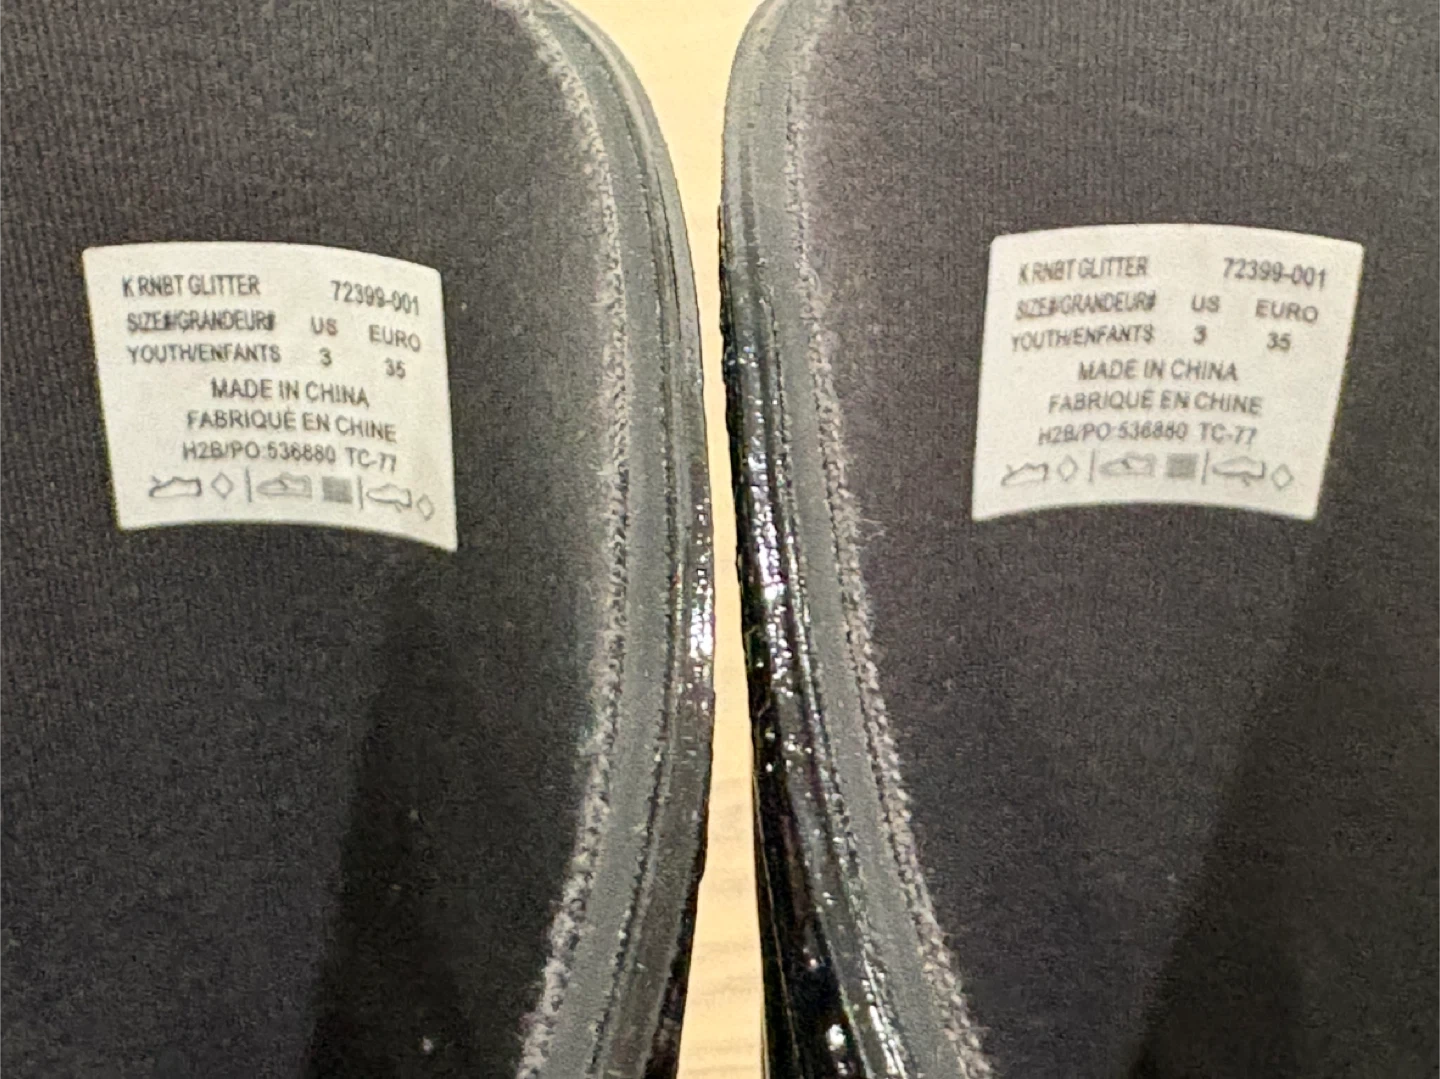 K RNBT GLITTER 72399-001
SIZE#/GRANDEUR# US EURO
YOUTH/ENFANTS 3 35
MADE IN CHINA
FABRIQUÉ EN CHINE
H2B/PO:536880 TC-77
K RNBT GLITTER 72399-001
SIZE#/GRANDEUR# US EURO
YOUTH/ENFANTS 3 35
MADE IN CHINA
FABRIQUÉ EN CHINE
H2B/PO:536880 TC-77